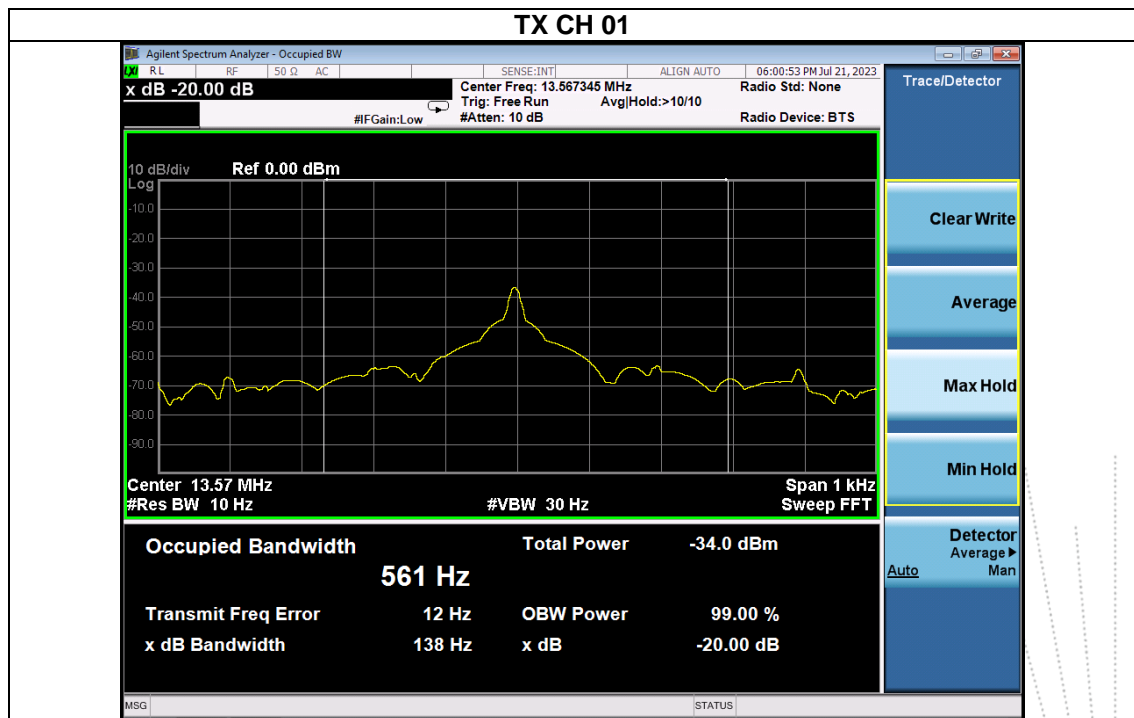 TX CH 01
Agilent Spectrum Analyzer - Occupied BW
LXI RL RF 50 Ω AC SENSE:INT ALIGN AUTO 06:00:53 PM Jul 21, 2023
x dB -20.00 dB
Center Freq: 13.567345 MHz
Radio Std: None
Trig: Free Run Avg|Hold:>10/10
#IFGain:Low #Atten: 10 dB Radio Device: BTS
10 dB/div Ref 0.00 dBm
Log
-10.0
-20.0
-30.0
-40.0
-50.0
-60.0
-70.0
-80.0
-90.0
Center 13.57 MHz Span 1 kHz
#Res BW 10 Hz #VBW 30 Hz Sweep FFT
Occupied Bandwidth Total Power -34.0 dBm
561 Hz
Transmit Freq Error 12 Hz OBW Power 99.00 %
x dB Bandwidth 138 Hz x dB -20.00 dB
MSG STATUS
Trace/Detector
Clear Write
Average
Max Hold
Min Hold
Detector
Average
Auto Man